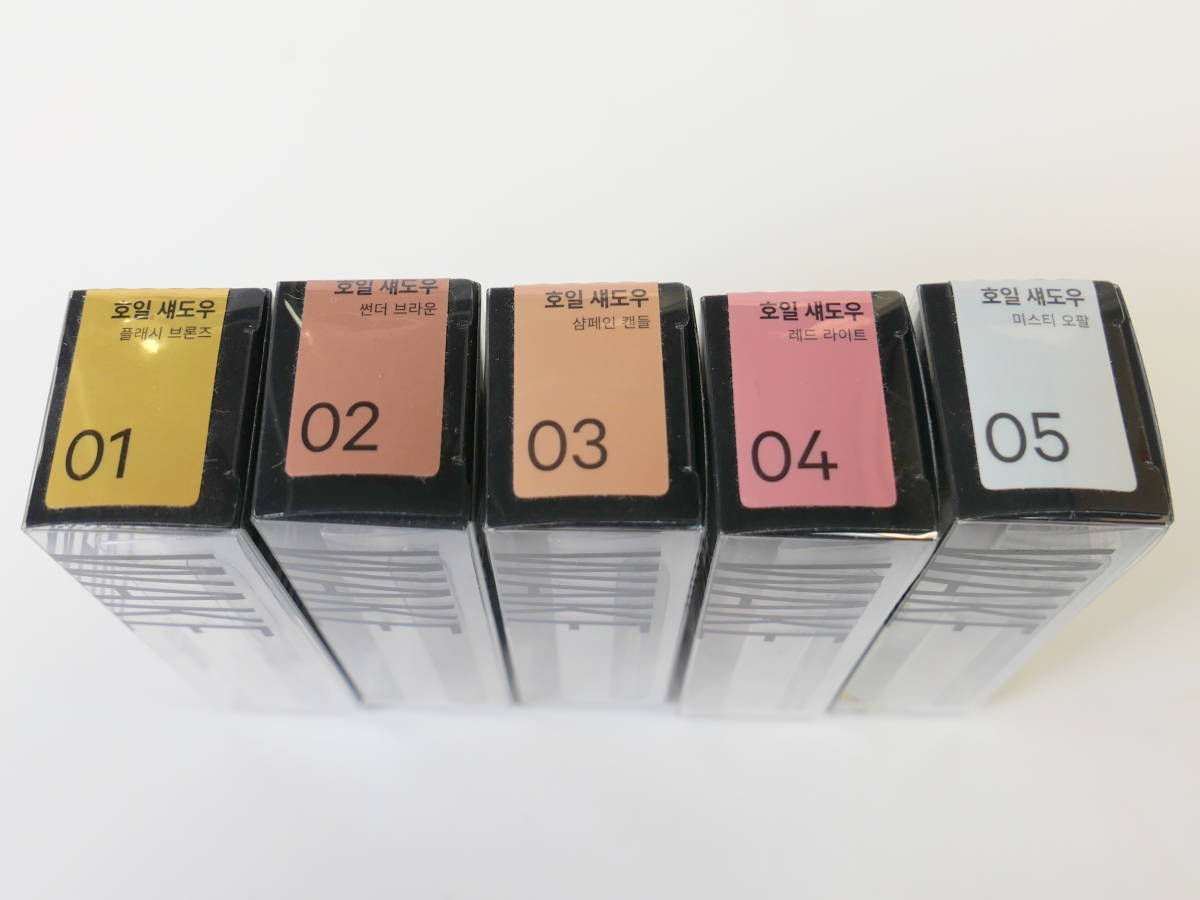 호일 섀도우
플래시 브론즈
01
호일 섀도우
썬더 브라운
02
호일 섀도우
샴페인 캔들
03
호일 섀도우
레드 라이트
04
호일 섀도우
미스티 오팔
05